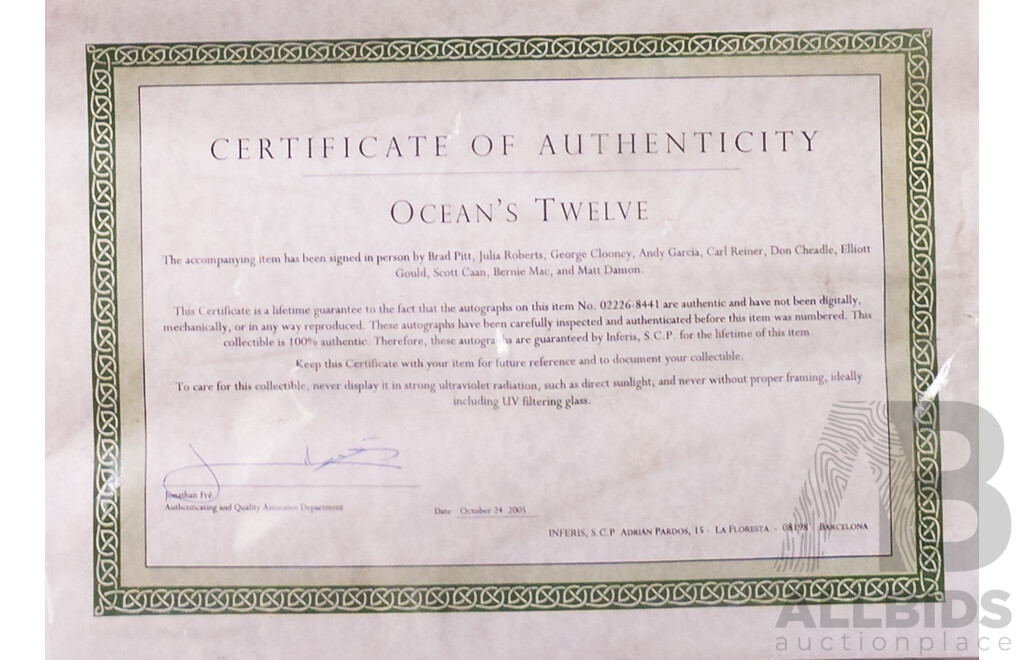 CERTIFICATE OF AUTHENTICITY
OCEAN'S TWELVE
The accompanying item has been signed in person by Brad Pitt, Julia Roberts, George Clooney, Andy Garcia, Carl Reiner, Don Cheadle, Elliott
Gould, Scott Caan, Bernie Mac, and Matt Damon.
This Certificate is a lifetime guarantee to the fact that the autographs on this item No. 02226-8441 are authentic and have not been digitally,
mechanically, or in any way reproduced. These autographs have been carefully inspected and authenticated before this item was numbered. This
collectible is 100% authentic. Therefore, these autographs are guaranteed by Inferis, S.C.P. for the lifetime of this item
Keep this Certificate with your item for future reference and to document your collectible.
To care for this collectible, never display it in strong ultraviolet radiation, such as direct sunlight, and never without proper framing, ideally
including UV filtering glass.
Jonathan Fré
Authenticating and Quality Assurance Department
Date October 24 2005
INFERIS, S.C.P ADRIÁN PARDOS, 15 - LA FLORESTA - 08198 BARCELONA
AB
ALLBIDS
auctionplace